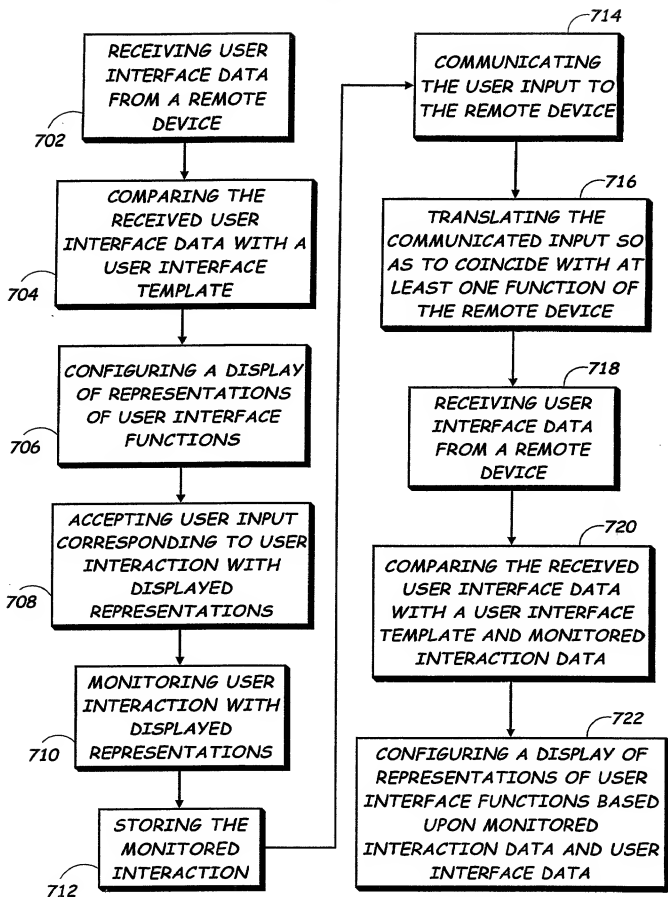 RECEIVING USER
INTERFACE DATA
FROM A REMOTE
DEVICE
702
COMPARING THE
RECEIVED USER
INTERFACE DATA WITH A
USER INTERFACE
TEMPLATE
704
CONFIGURING A DISPLAY
OF REPRESENTATIONS
OF USER INTERFACE
FUNCTIONS
706
ACCEPTING USER INPUT
CORRESPONDING TO USER
INTERACTION WITH
DISPLAYED
REPRESENTATIONS
708
MONITORING USER
INTERACTION WITH
DISPLAYED
REPRESENTATIONS
710
STORING THE
MONITORED
INTERACTION
712
714
COMMUNICATING
THE USER INPUT TO
THE REMOTE DEVICE
716
TRANSLATING THE
COMMUNICATED INPUT SO
AS TO COINCIDE WITH AT
LEAST ONE FUNCTION OF
THE REMOTE DEVICE
718
RECEIVING USER
INTERFACE DATA
FROM A REMOTE
DEVICE
720
COMPARING THE RECEIVED
USER INTERFACE DATA
WITH A USER INTERFACE
TEMPLATE AND MONITORED
INTERACTION DATA
722
CONFIGURING A DISPLAY OF
REPRESENTATIONS OF USER
INTERFACE FUNCTIONS BASED
UPON MONITORED
INTERACTION DATA AND USER
INTERFACE DATA